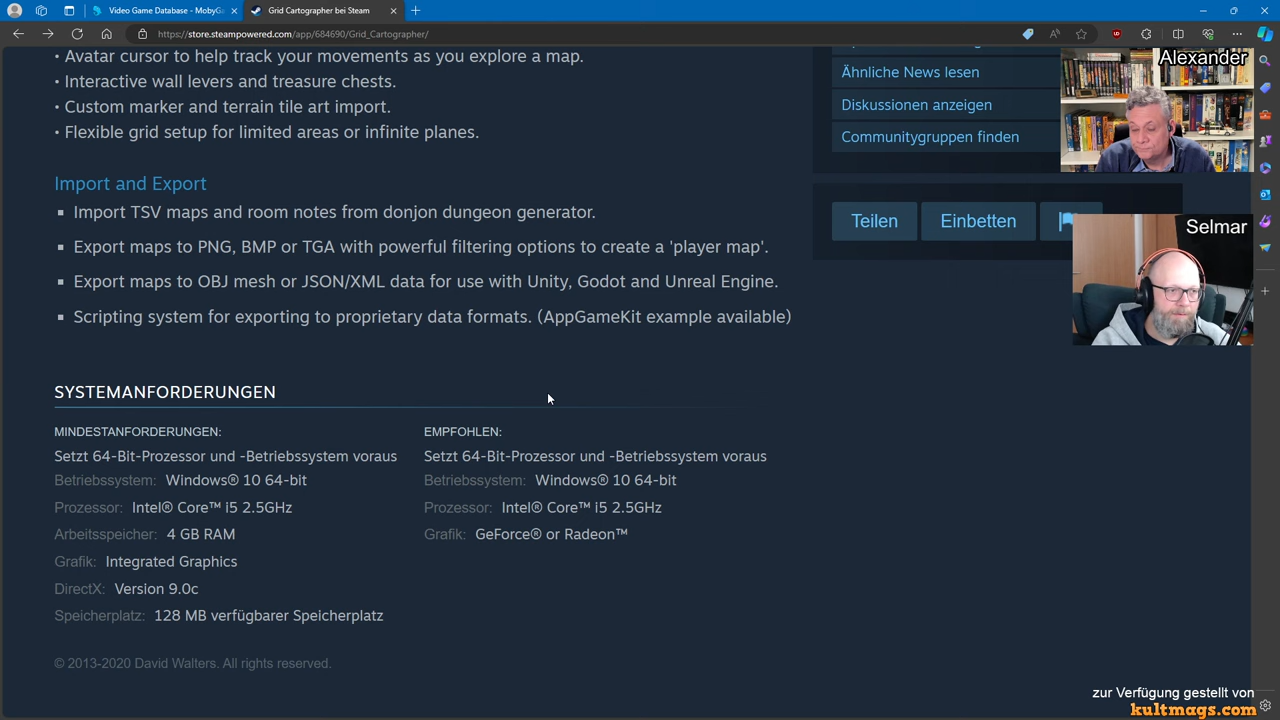 Video Game Database - MobyGa
Grid Cartographer bei Steam
https://store.steampowered.com/app/684690/Grid_Cartographer/
• Avatar cursor to help track your movements as you explore a map.
• Interactive wall levers and treasure chests.
• Custom marker and terrain tile art import.
• Flexible grid setup for limited areas or infinite planes.
Import and Export
▪ Import TSV maps and room notes from donjon dungeon generator.
▪ Export maps to PNG, BMP or TGA with powerful filtering options to create a 'player map'.
▪ Export maps to OBJ mesh or JSON/XML data for use with Unity, Godot and Unreal Engine.
▪ Scripting system for exporting to proprietary data formats. (AppGameKit example available)
Ähnliche News lesen
Diskussionen anzeigen
Communitygruppen finden
Teilen
Einbetten
Alexander
Selmar
SYSTEMANFORDERUNGEN
MINDESTANFORDERUNGEN:
Setzt 64-Bit-Prozessor und -Betriebssystem voraus
Betriebssystem: Windows® 10 64-bit
Prozessor: Intel® Core™ i5 2.5GHz
Arbeitsspeicher: 4 GB RAM
Grafik: Integrated Graphics
DirectX: Version 9.0c
Speicherplatz: 128 MB verfügbarer Speicherplatz
EMPFOHLEN:
Setzt 64-Bit-Prozessor und -Betriebssystem voraus
Betriebssystem: Windows® 10 64-bit
Prozessor: Intel® Core™ i5 2.5GHz
Grafik: GeForce® or Radeon™
© 2013-2020 David Walters. All rights reserved.
zur Verfügung gestellt von
kultmags.com